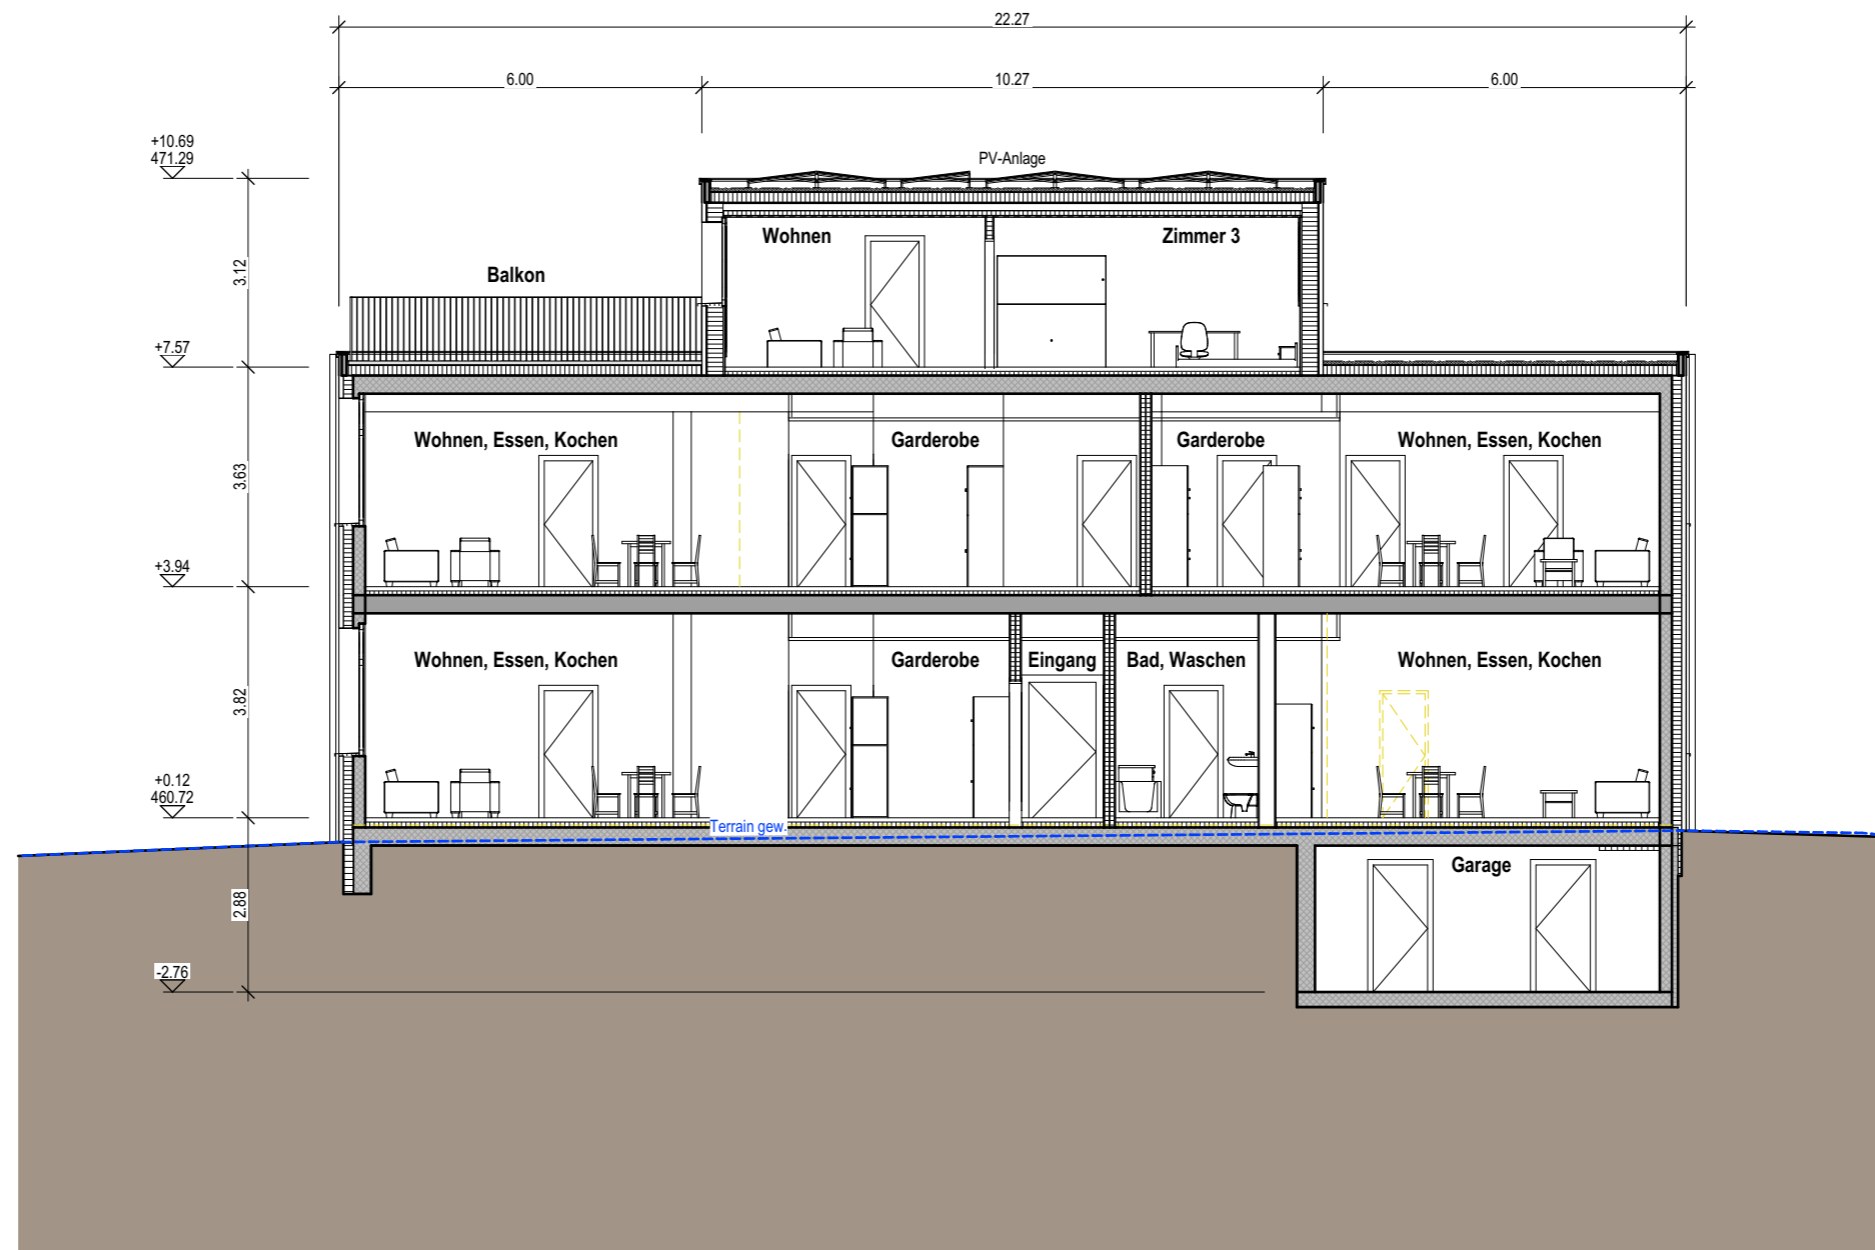 22.27
6.00
10.27
6.00
+10.69
471.29
PV-Anlage
Wohnen
Zimmer 3
3.12
Balkon
+7.57
Wohnen, Essen, Kochen
Garderobe
Garderobe
Wohnen, Essen, Kochen
3.63
+3.94
Wohnen, Essen, Kochen
Garderobe
Eingang
Bad, Waschen
Wohnen, Essen, Kochen
3.82
+0.12
460.72
Terrain gew.
Garage
2.88
-2.76